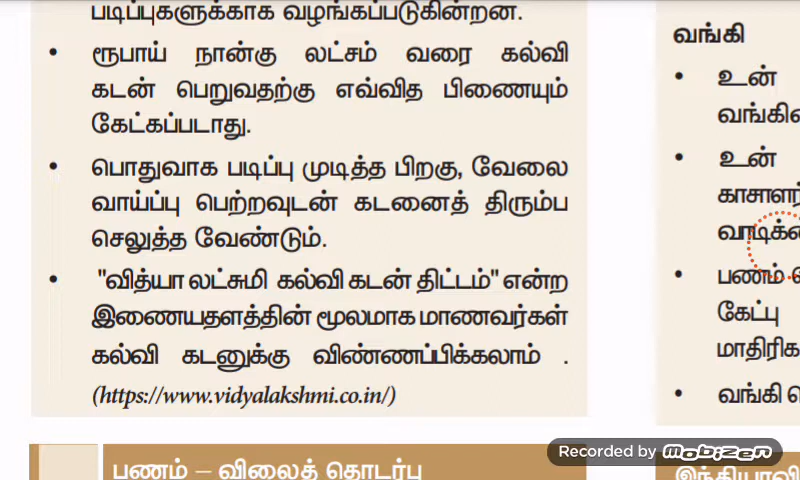 படிப்புகளுக்காக வழங்கப்படுகின்றன.
• ரூபாய் நான்கு லட்சம் வரை கல்வி
கடன் பெறுவதற்கு எவ்வித பிணையும்
கேட்கப்படாது.
• பொதுவாக படிப்பு முடித்த பிறகு, வேலை
வாய்ப்பு பெற்றவுடன் கடனைத் திரும்ப
செலுத்த வேண்டும்.
• "வித்யா லட்சுமி கல்வி கடன் திட்டம்" என்ற
இணையதளத்தின் மூலமாக மாணவர்கள்
கல்வி கடனுக்கு விண்ணப்பிக்கலாம் .
(https://www.vidyalakshmi.co.in/)
பணம் – விலைத் தொடர்பு
வங்கி
• உன்
• உன்
• பணம்
கேட்பு
• வங்கி
Recorded by mobizen